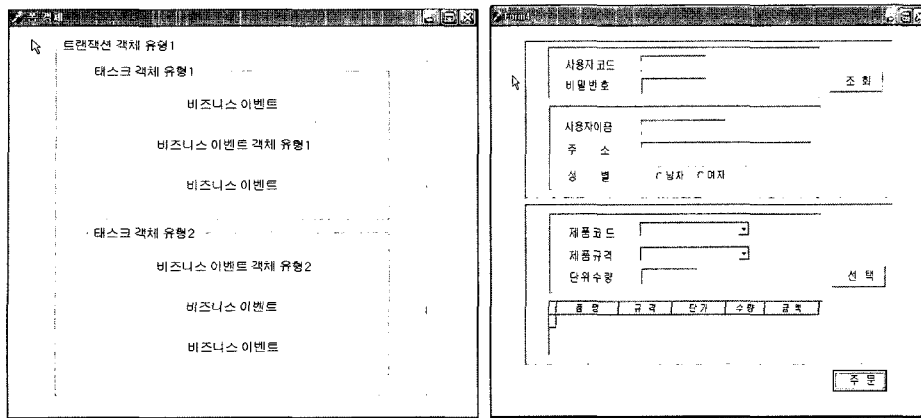 트랜잭션 객체 유형1
태스크 객체 유형1
비즈니스 이벤트
비즈니스 이벤트 객체 유형1
비즈니스 이벤트
태스크 객체 유형2
비즈니스 이벤트 객체 유형2
비즈니스 이벤트
비즈니스 이벤트
Form1
사용자코드
비밀번호
조 회
사용자이름
주 소
성 별 남자 여자
제품코드
제품규격
단위수량
선 택
품 명 규 격 단가 수량 금액
주 문